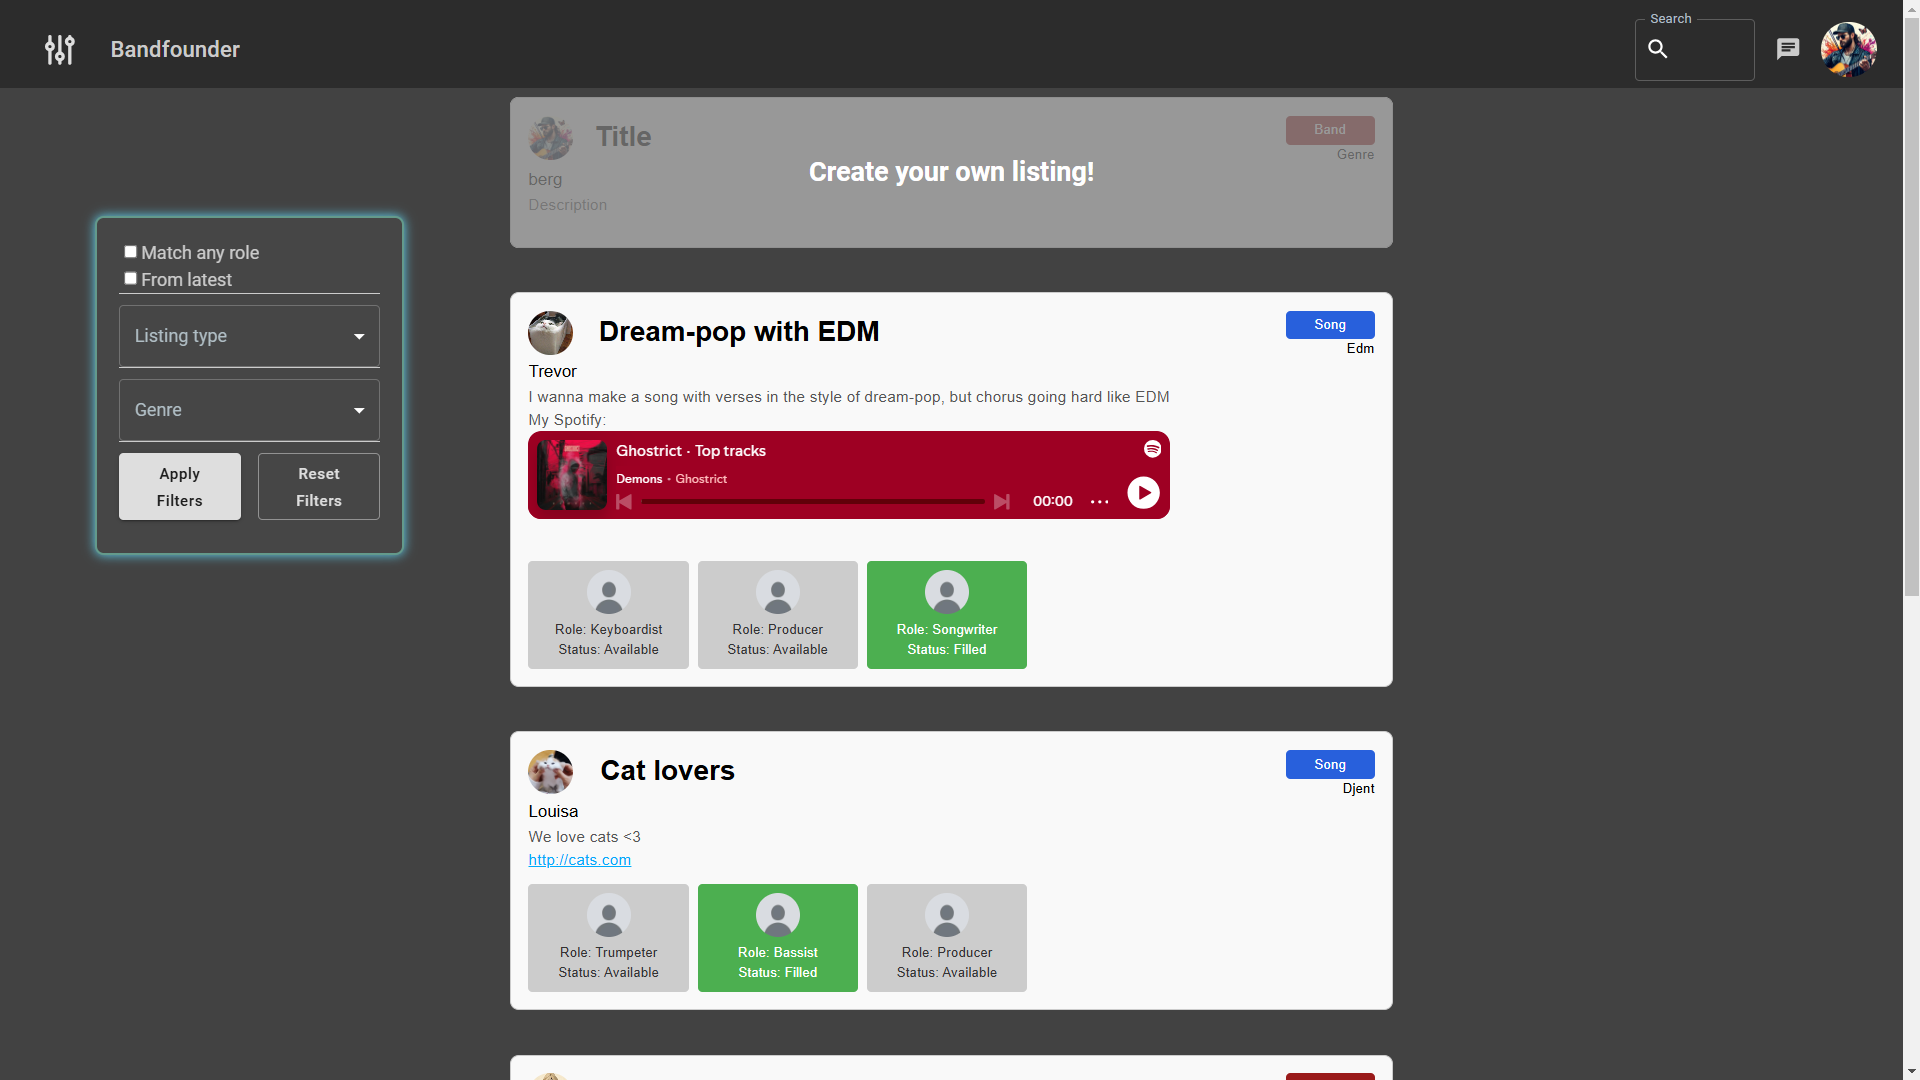 Bandfounder
Search
Title
Band
Genre
Create your own listing!
berg
Description
Match any role
From latest
Listing type
Genre
Apply
Filters
Reset
Filters
Dream-pop with EDM
Song
Edm
Trevor
I wanna make a song with verses in the style of dream-pop, but chorus going hard like EDM
My Spotify:
Ghostrict · Top tracks
Demons · Ghostrict
00:00
Role: Keyboardist
Status: Available
Role: Producer
Status: Available
Role: Songwriter
Status: Filled
Cat lovers
Song
Djent
Louisa
We love cats <3
http://cats.com
Role: Trumpeter
Status: Available
Role: Bassist
Status: Filled
Role: Producer
Status: Available